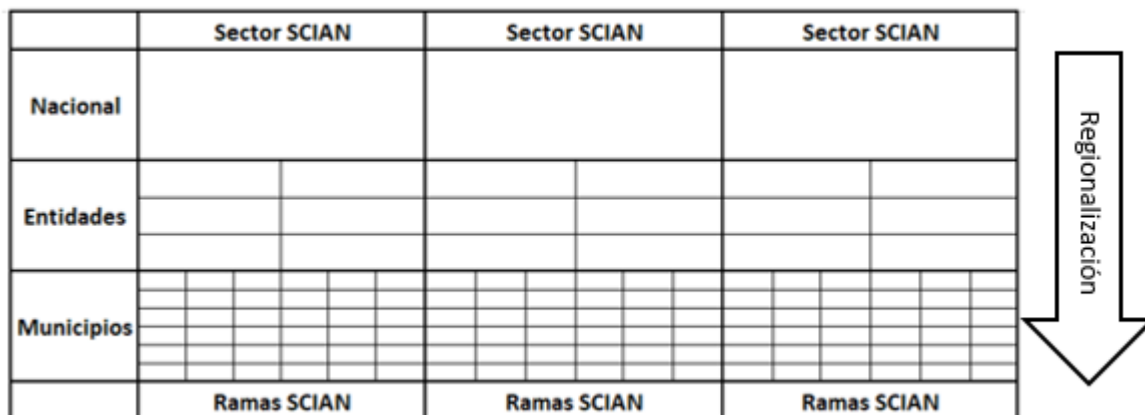 Sector SCIAN Sector SCIAN Sector SCIAN
Nacional
Entidades
Municipios
Ramas SCIAN Ramas SCIAN Ramas SCIAN
Regionalización